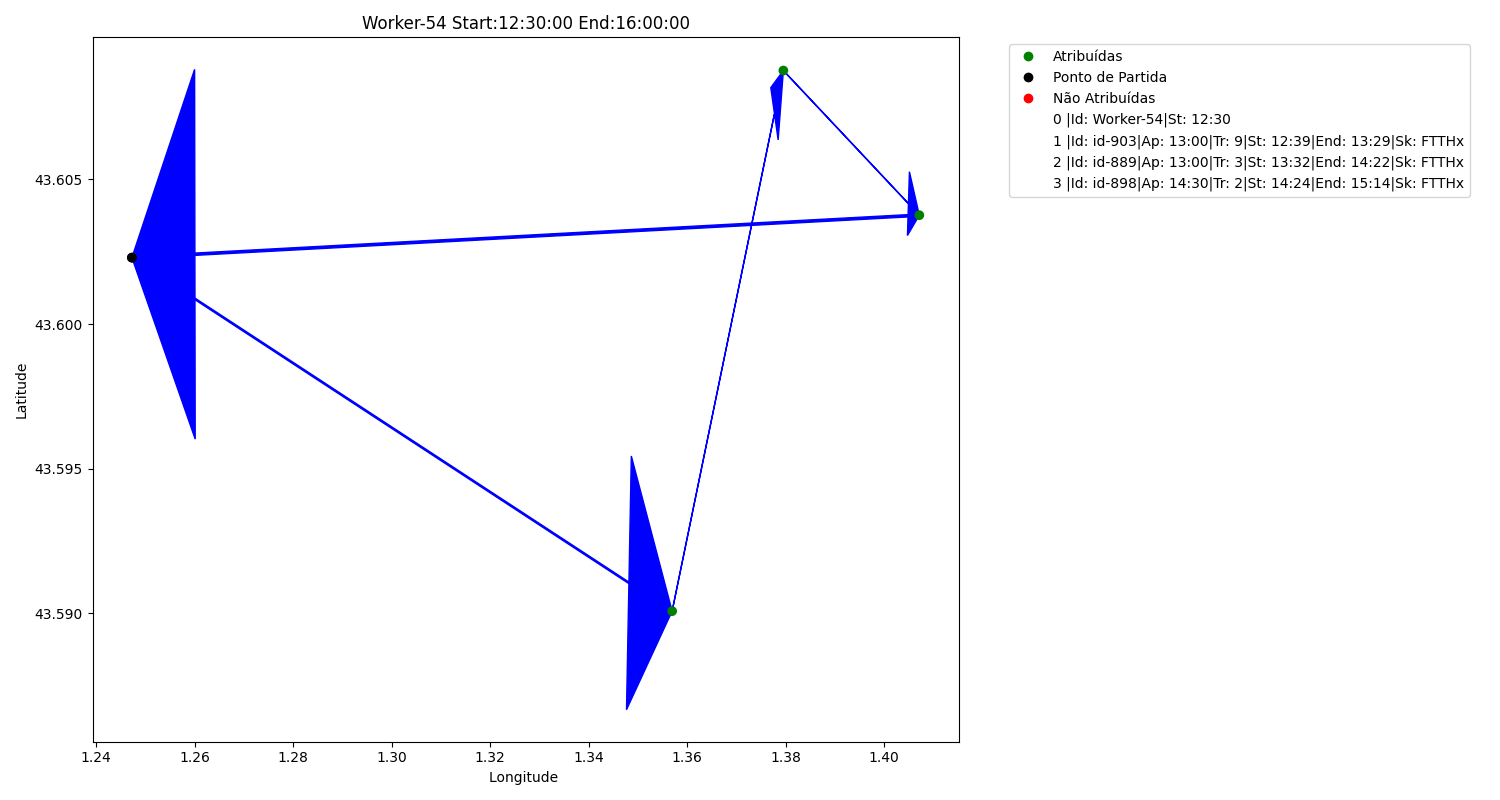 Worker-54 Start:12:30:00 End:16:00:00
Atribuídas
Ponto de Partida
Não Atribuídas
0 |Id: Worker-54|St: 12:30
1 |Id: id-903|Ap: 13:00|Tr: 9|St: 12:39|End: 13:29|Sk: FTTHx
2 |Id: id-889|Ap: 13:00|Tr: 3|St: 13:32|End: 14:22|Sk: FTTHx
3 |Id: id-898|Ap: 14:30|Tr: 2|St: 14:24|End: 15:14|Sk: FTTHx
Latitude
43.605
43.600
43.595
43.590
1.24 1.26 1.28 1.30 1.32 1.34 1.36 1.38 1.40
Longitude